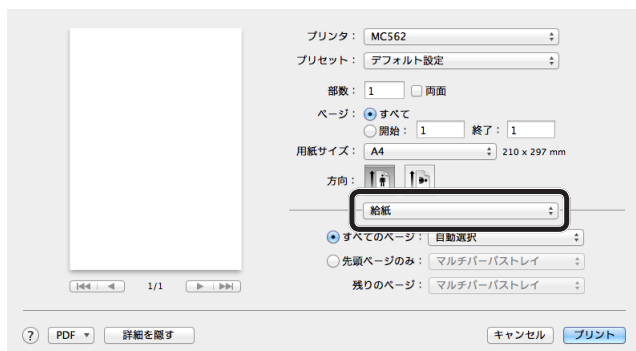 プリンタ： MC562
プリセット： デフォルト設定
部数： 1 両面
ページ： すべて
開始： 1 終了： 1
用紙サイズ： A4 210 x 297 mm
方向：
給紙
すべてのページ： 自動選択
先頭ページのみ： マルチパーパストレイ
残りのページ： マルチパーパストレイ
1/1
? PDF 詳細を隠す キャンセル プリント